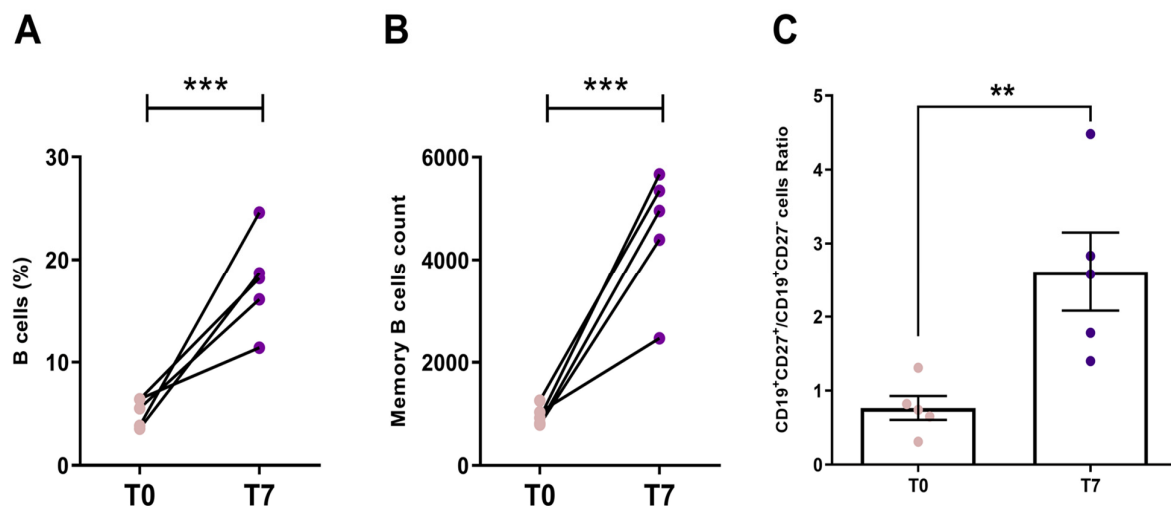 A
B
C
***
***
**
B cells (%)
30
20
10
0
T0
T7
Memory B cells count
6000
4000
2000
0
T0
T7
CD19⁺CD27⁺/CD19⁺CD27⁻ cells Ratio
5
4
3
2
1
0
T0
T7